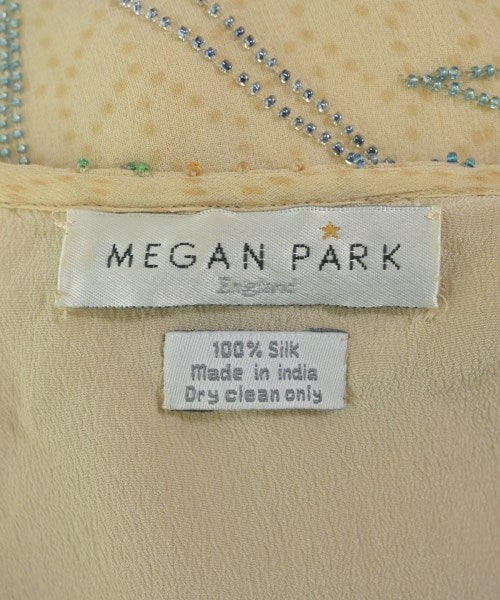 MEGAN PARK
England
100% Silk
Made in india
Dry clean only